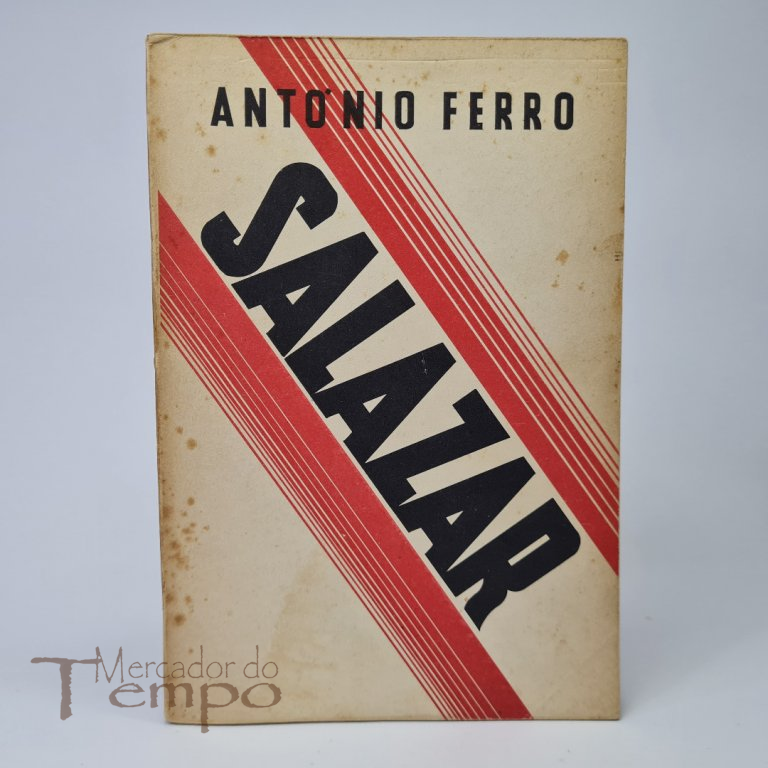 ANTÓNIO FERRO
SALAZAR
Mercador do
Tempo